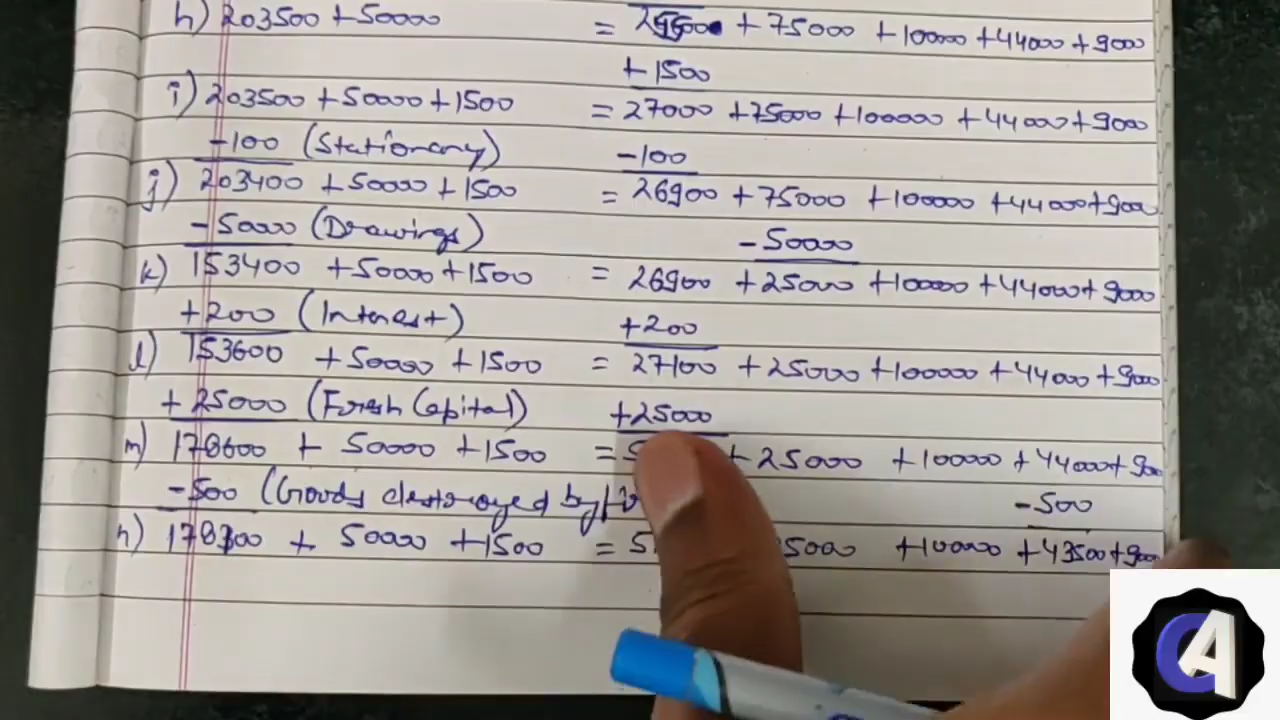 h) 203500 + 50000 = + 75000 + 100000 + 44000 + 9000
+ 1500
i) 203500 + 50000 + 1500 = 27000 + 75000 + 100000 + 44000 + 9000
- 100 (Stationary) - 100
j) 203400 + 50000 + 1500 = 26900 + 75000 + 100000 + 44000 + 9000
- 50000 (Drawings) - 50000
k) 153400 + 50000 + 1500 = 26900 + 25000 + 100000 + 44000 + 9000
+ 200 (Interest) + 200
l) 153600 + 50000 + 1500 = 27100 + 25000 + 100000 + 44000 + 9000
+ 25000 (Fresh Capital) + 25000
m) 178600 + 50000 + 1500 = + 25000 + 100000 + 44000 + 9000
- 500 (Goods destroyed by - 500
n) + 50000 + 1500 = + 100000 + 43500 + 9000
CA